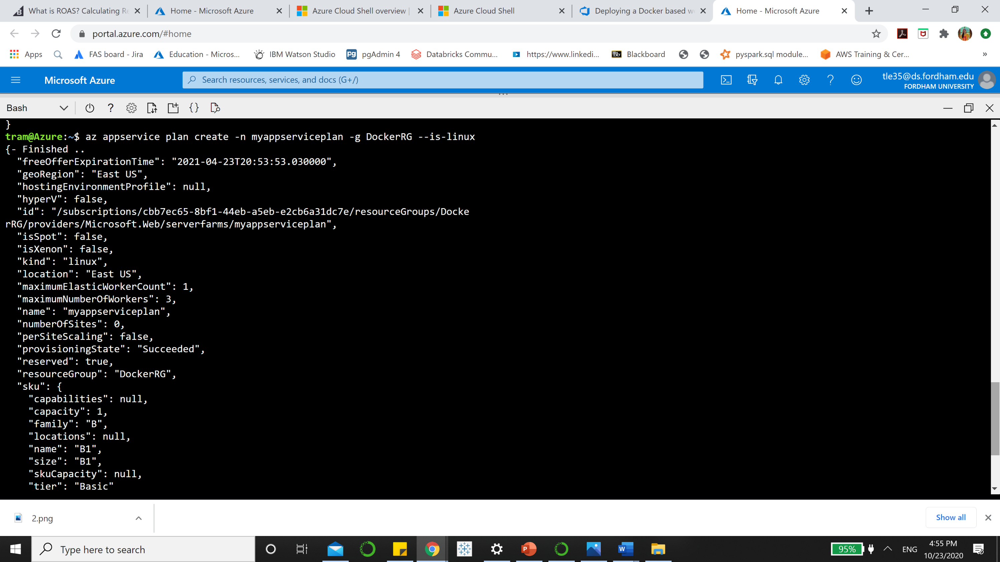 What is ROAS? Calculating Re
Home - Microsoft Azure
Azure Cloud Shell overview |
Azure Cloud Shell
Deploying a Docker based w
Home - Microsoft Azure
portal.azure.com/#home
Apps
FAS board - Jira
Education - Micros...
IBM Watson Studio
pgAdmin 4
Databricks Commu...
https://www.linkedi...
Blackboard
pyspark.sql module...
AWS Training & Cer...
»
Microsoft Azure
Search resources, services, and docs (G+/)
tle35@ds.fordham.edu
FORDHAM UNIVERSITY
Bash
}
tram@Azure:~$ az appservice plan create -n myappserviceplan -g DockerRG --is-linux
{- Finished ..
"freeOfferExpirationTime": "2021-04-23T20:53:53.030000",
"geoRegion": "East US",
"hostingEnvironmentProfile": null,
"hyperV": false,
"id": "/subscriptions/cbb7ec65-8bf1-44eb-a5eb-e2cb6a31dc7e/resourceGroups/Docke
rRG/providers/Microsoft.Web/serverfarms/myappserviceplan",
"isSpot": false,
"isXenon": false,
"kind": "linux",
"location": "East US",
"maximumElasticWorkerCount": 1,
"maximumNumberOfWorkers": 3,
"name": "myappserviceplan",
"numberOfSites": 0,
"perSiteScaling": false,
"provisioningState": "Succeeded",
"reserved": true,
"resourceGroup": "DockerRG",
"sku": {
"capabilities": null,
"capacity": 1,
"family": "B",
"locations": null,
"name": "B1",
"size": "B1",
"skuCapacity": null,
"tier": "Basic"
2.png
Show all
Type here to search
95%
ENG
4:55 PM
10/23/2020